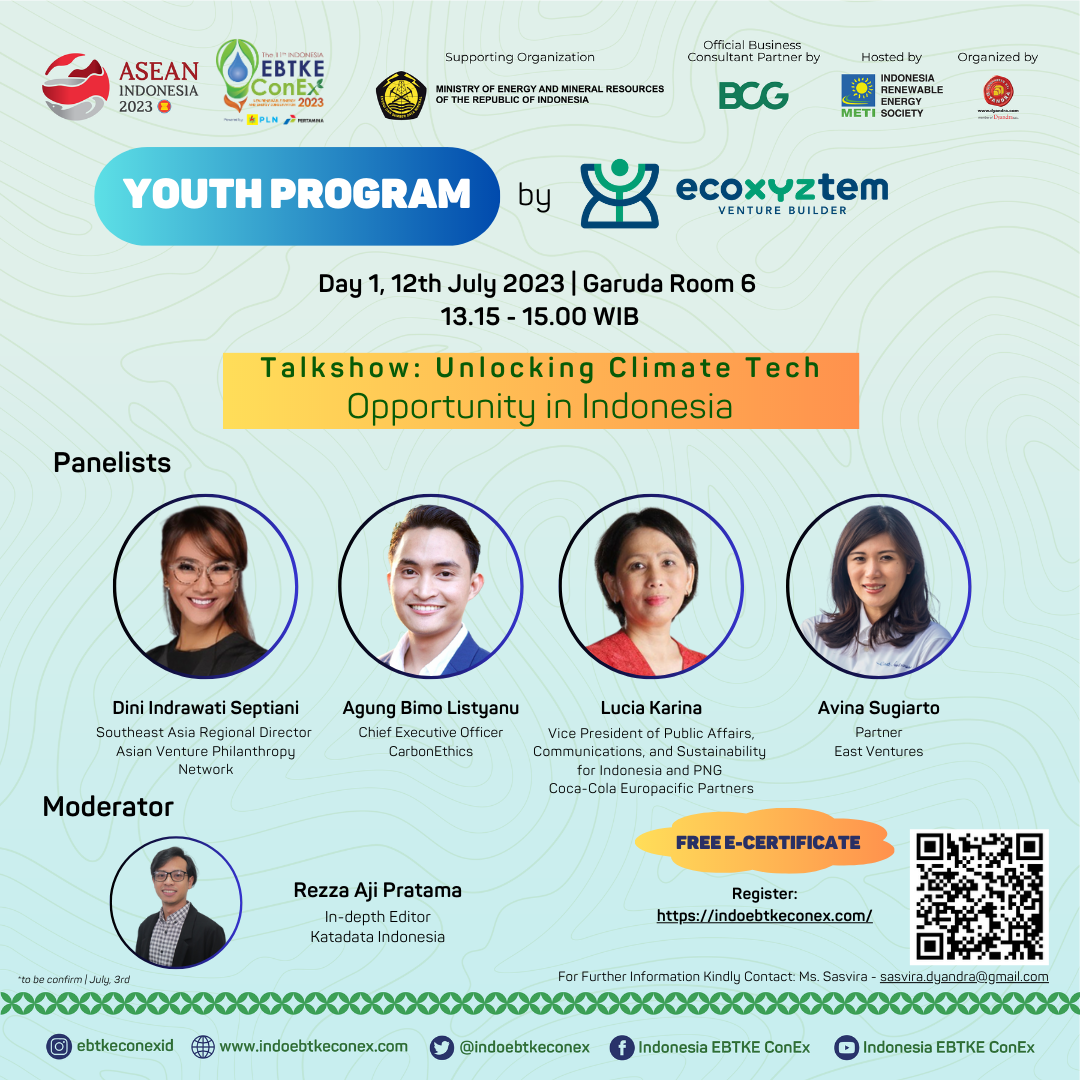 ASEAN
INDONESIA
2023
The 11TH INDONESIA
EBTKE
ConEx
2023
Powered by PLN PERTAMINA
Supporting Organization
MINISTRY OF ENERGY AND MINERAL RESOURCES
OF THE REPUBLIC OF INDONESIA
Official Business
Consultant Partner by
BCG
Hosted by
METI
INDONESIA
RENEWABLE
ENERGY
SOCIETY
Organized by
www.dyandra.com
YOUTH PROGRAM by ecoxyztem
VENTURE BUILDER
Day 1, 12th July 2023 | Garuda Room 6
13.15 - 15.00 WIB
Talkshow: Unlocking Climate Tech
Opportunity in Indonesia
Panelists
Dini Indrawati Septiani
Southeast Asia Regional Director
Asian Venture Philanthropy
Network
Agung Bimo Listyanu
Chief Executive Officer
CarbonEthics
Lucia Karina
Vice President of Public Affairs,
Communications, and Sustainability
for Indonesia and PNG
Coca-Cola Europacific Partners
Avina Sugiarto
Partner
East Ventures
Moderator
Rezza Aji Pratama
In-depth Editor
Katadata Indonesia
FREE E-CERTIFICATE
Register:
https://indoebtkeconex.com/
*to be confirm | July, 3rd
For Further Information Kindly Contact: Ms. Sasvira - sasvira.dyandra@gmail.com
ebtkeconexid
www.indoebtkeconex.com
@indoebtkeconex
Indonesia EBTKE ConEx
Indonesia EBTKE ConEx